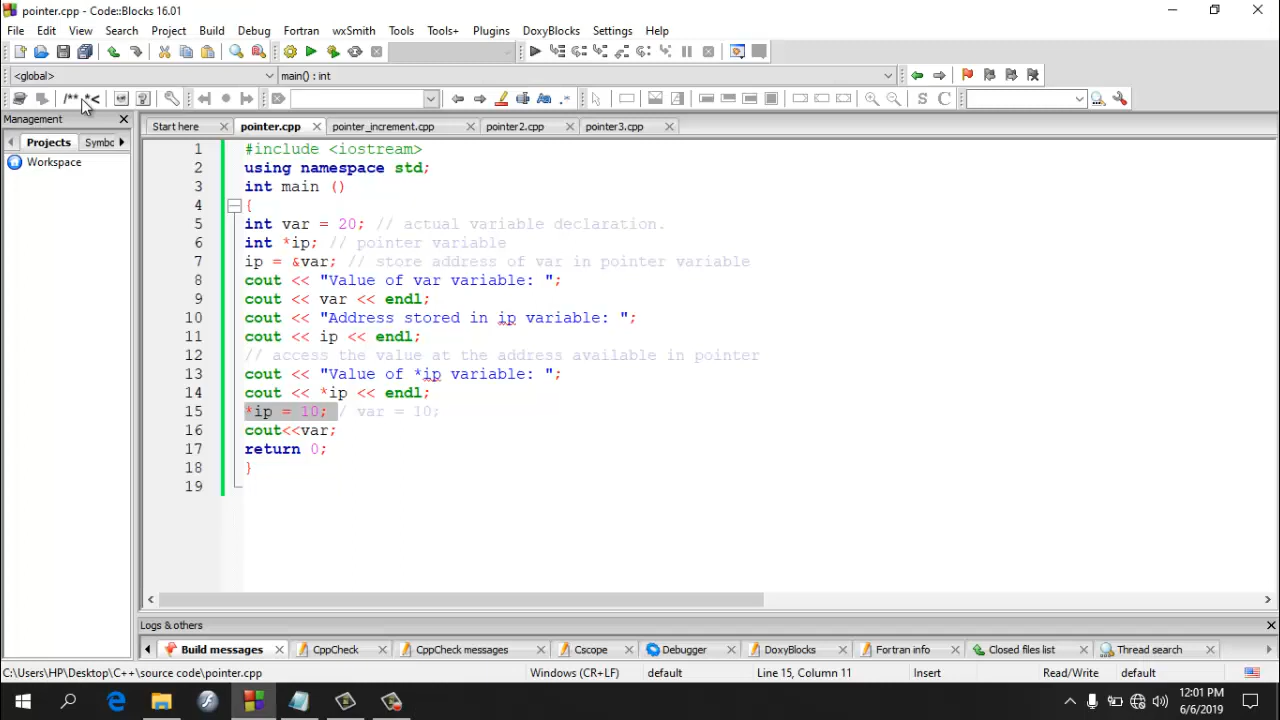 pointer.cpp - Code::Blocks 16.01
File Edit View Search Project Build Debug Fortran wxSmith Tools Tools+ Plugins DoxyBlocks Settings Help
<global> main() : int
/** *<
S C
Management
Projects Symbo
Workspace
Start here pointer.cpp pointer_increment.cpp pointer2.cpp pointer3.cpp
1 #include <iostream>
2 using namespace std;
3 int main ()
4 {
5 int var = 20; // actual variable declaration.
6 int *ip; // pointer variable
7 ip = &var; // store address of var in pointer variable
8 cout << "Value of var variable: ";
9 cout << var << endl;
10 cout << "Address stored in ip variable: ";
11 cout << ip << endl;
12 // access the value at the address available in pointer
13 cout << "Value of *ip variable: ";
14 cout << *ip << endl;
15 *ip = 10; / var = 10;
16 cout<<var;
17 return 0;
18 }
19
Logs & others
Build messages CppCheck CppCheck messages Cscope Debugger DoxyBlocks Fortran info Closed files list Thread search
C:\Users\HP\Desktop\C++\source code\pointer.cpp Windows (CR+LF) default Line 15, Column 11 Insert Read/Write default
12:01 PM
6/6/2019